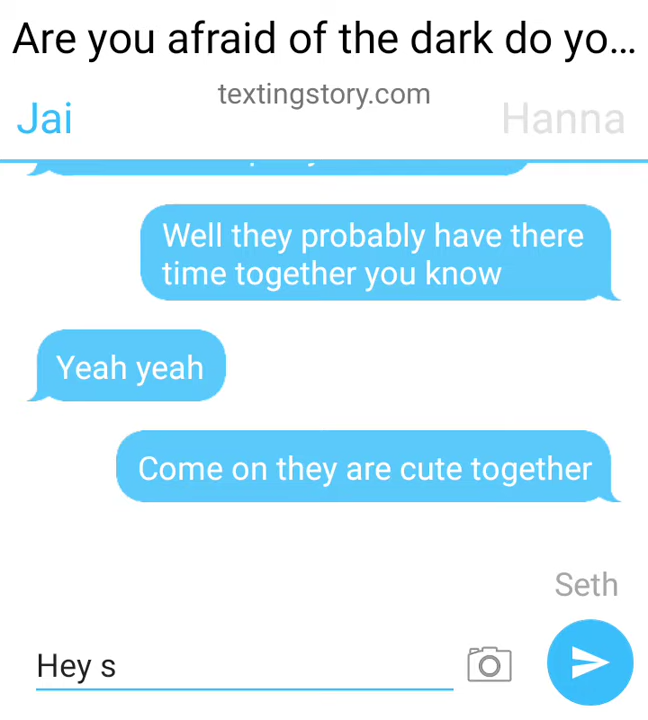 Are you afraid of the dark do yo...
textingstory.com
Jai
Hanna
Well they probably have there
time together you know
Yeah yeah
Come on they are cute together
Seth
Hey s